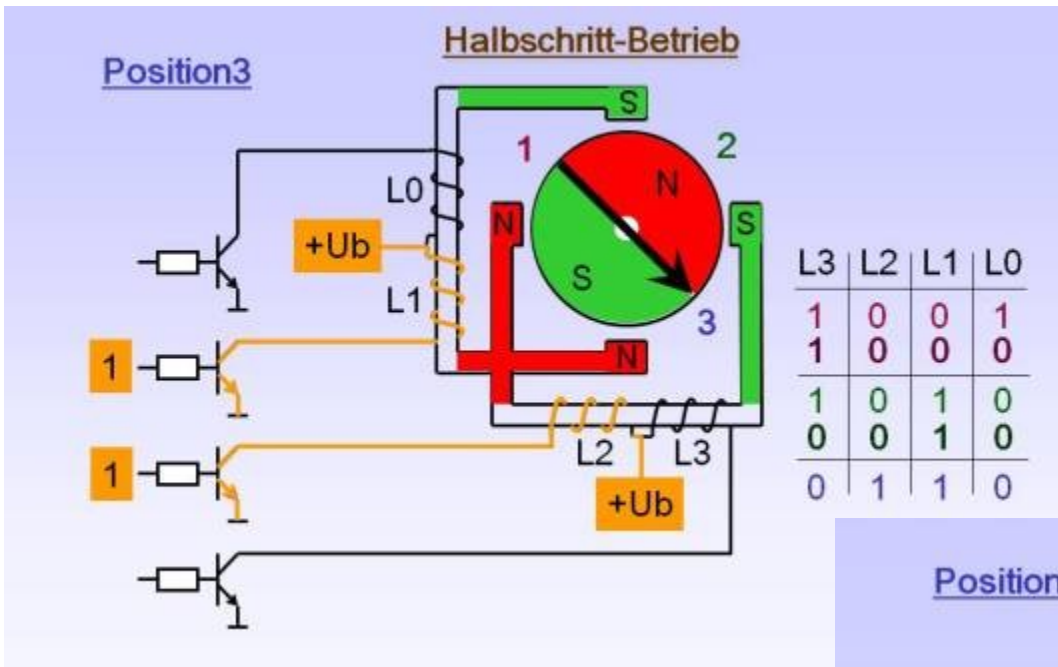 Halbschritt-Betrieb
Position3
S
1
2
N
L0
N
S
+Ub
S
L3 L2 L1 L0
L1
3
1 0 0 1
N
1
1 0 0 0
1 0 1 0
0 0 1 0
L2 L3
1
0 1 1 0
+Ub
Position